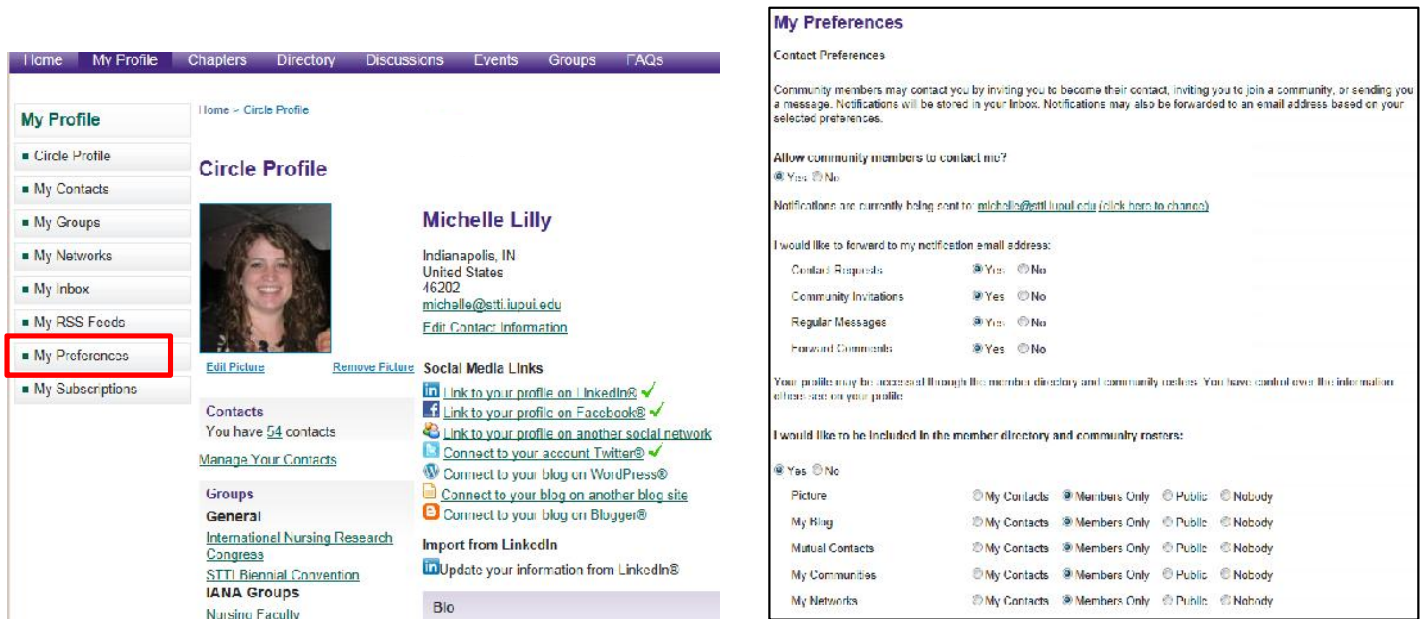 Home My Profile Chapters Directory Discussions Events Groups FAQs
My Profile
Circle Profile
My Contacts
My Groups
My Networks
My Inbox
My RSS Feeds
My Preferences
My Subscriptions
Home > Circle Profile
Circle Profile
Edit Picture Remove Picture
Contacts
You have 54 contacts
Manage Your Contacts
Groups
General
International Nursing Research
Congress
STTI Biennial Convention
IANA Groups
Nursing Faculty
Michelle Lilly
Indianapolis, IN
United States
46202
michelle@stti.iupui.edu
Edit Contact Information
Social Media Links
Link to your profile on LinkedIn®
Link to your profile on Facebook®
Link to your profile on another social network
Connect to your account Twitter®
Connect to your blog on WordPress®
Connect to your blog on another blog site
Connect to your blog on Blogger®
Import from LinkedIn
Update your information from LinkedIn®
Bio
My Preferences
Contact Preferences
Community members may contact you by inviting you to become their contact, inviting you to join a community, or sending you
a message. Notifications will be stored in your Inbox. Notifications may also be forwarded to an email address based on your
selected preferences.
Allow community members to contact me?
Yes No
Notifications are currently being sent to: michelle@stti.iupui.edu (click here to change)
I would like to forward to my notification email address:
Contact Requests Yes No
Community Invitations Yes No
Regular Messages Yes No
Forward Comments Yes No
Your profile may be accessed through the member directory and community rosters. You have control over the information
others see on your profile
I would like to be included in the member directory and community rosters:
Yes No
Picture My Contacts Members Only Public Nobody
My Blog My Contacts Members Only Public Nobody
Mutual Contacts My Contacts Members Only Public Nobody
My Communities My Contacts Members Only Public Nobody
My Networks My Contacts Members Only Public Nobody